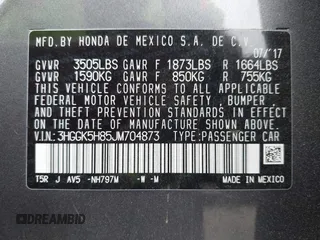 MFD.BY HONDA DE MEXICO S.A. DE C.V.
07/'17
GVWR 3505LBS GAWR F 1873LBS R 1664LBS
GVWR 1590KG GAWR F 850KG R 755KG
THIS VEHICLE CONFORMS TO ALL APPLICABLE
FEDERAL MOTOR VEHICLE SAFETY, BUMPER, AND THEFT PREVENTION STANDARDS IN EFFECT
ON THE DATE OF MANUFACTURE SHOWN ABOVE.
V.I.N.: 3HGGK5H85JM704873 TYPE:PASSENGER CAR
T5R J AV5 -NH797M -W -M
MADE IN MEXICO
DREAMBID